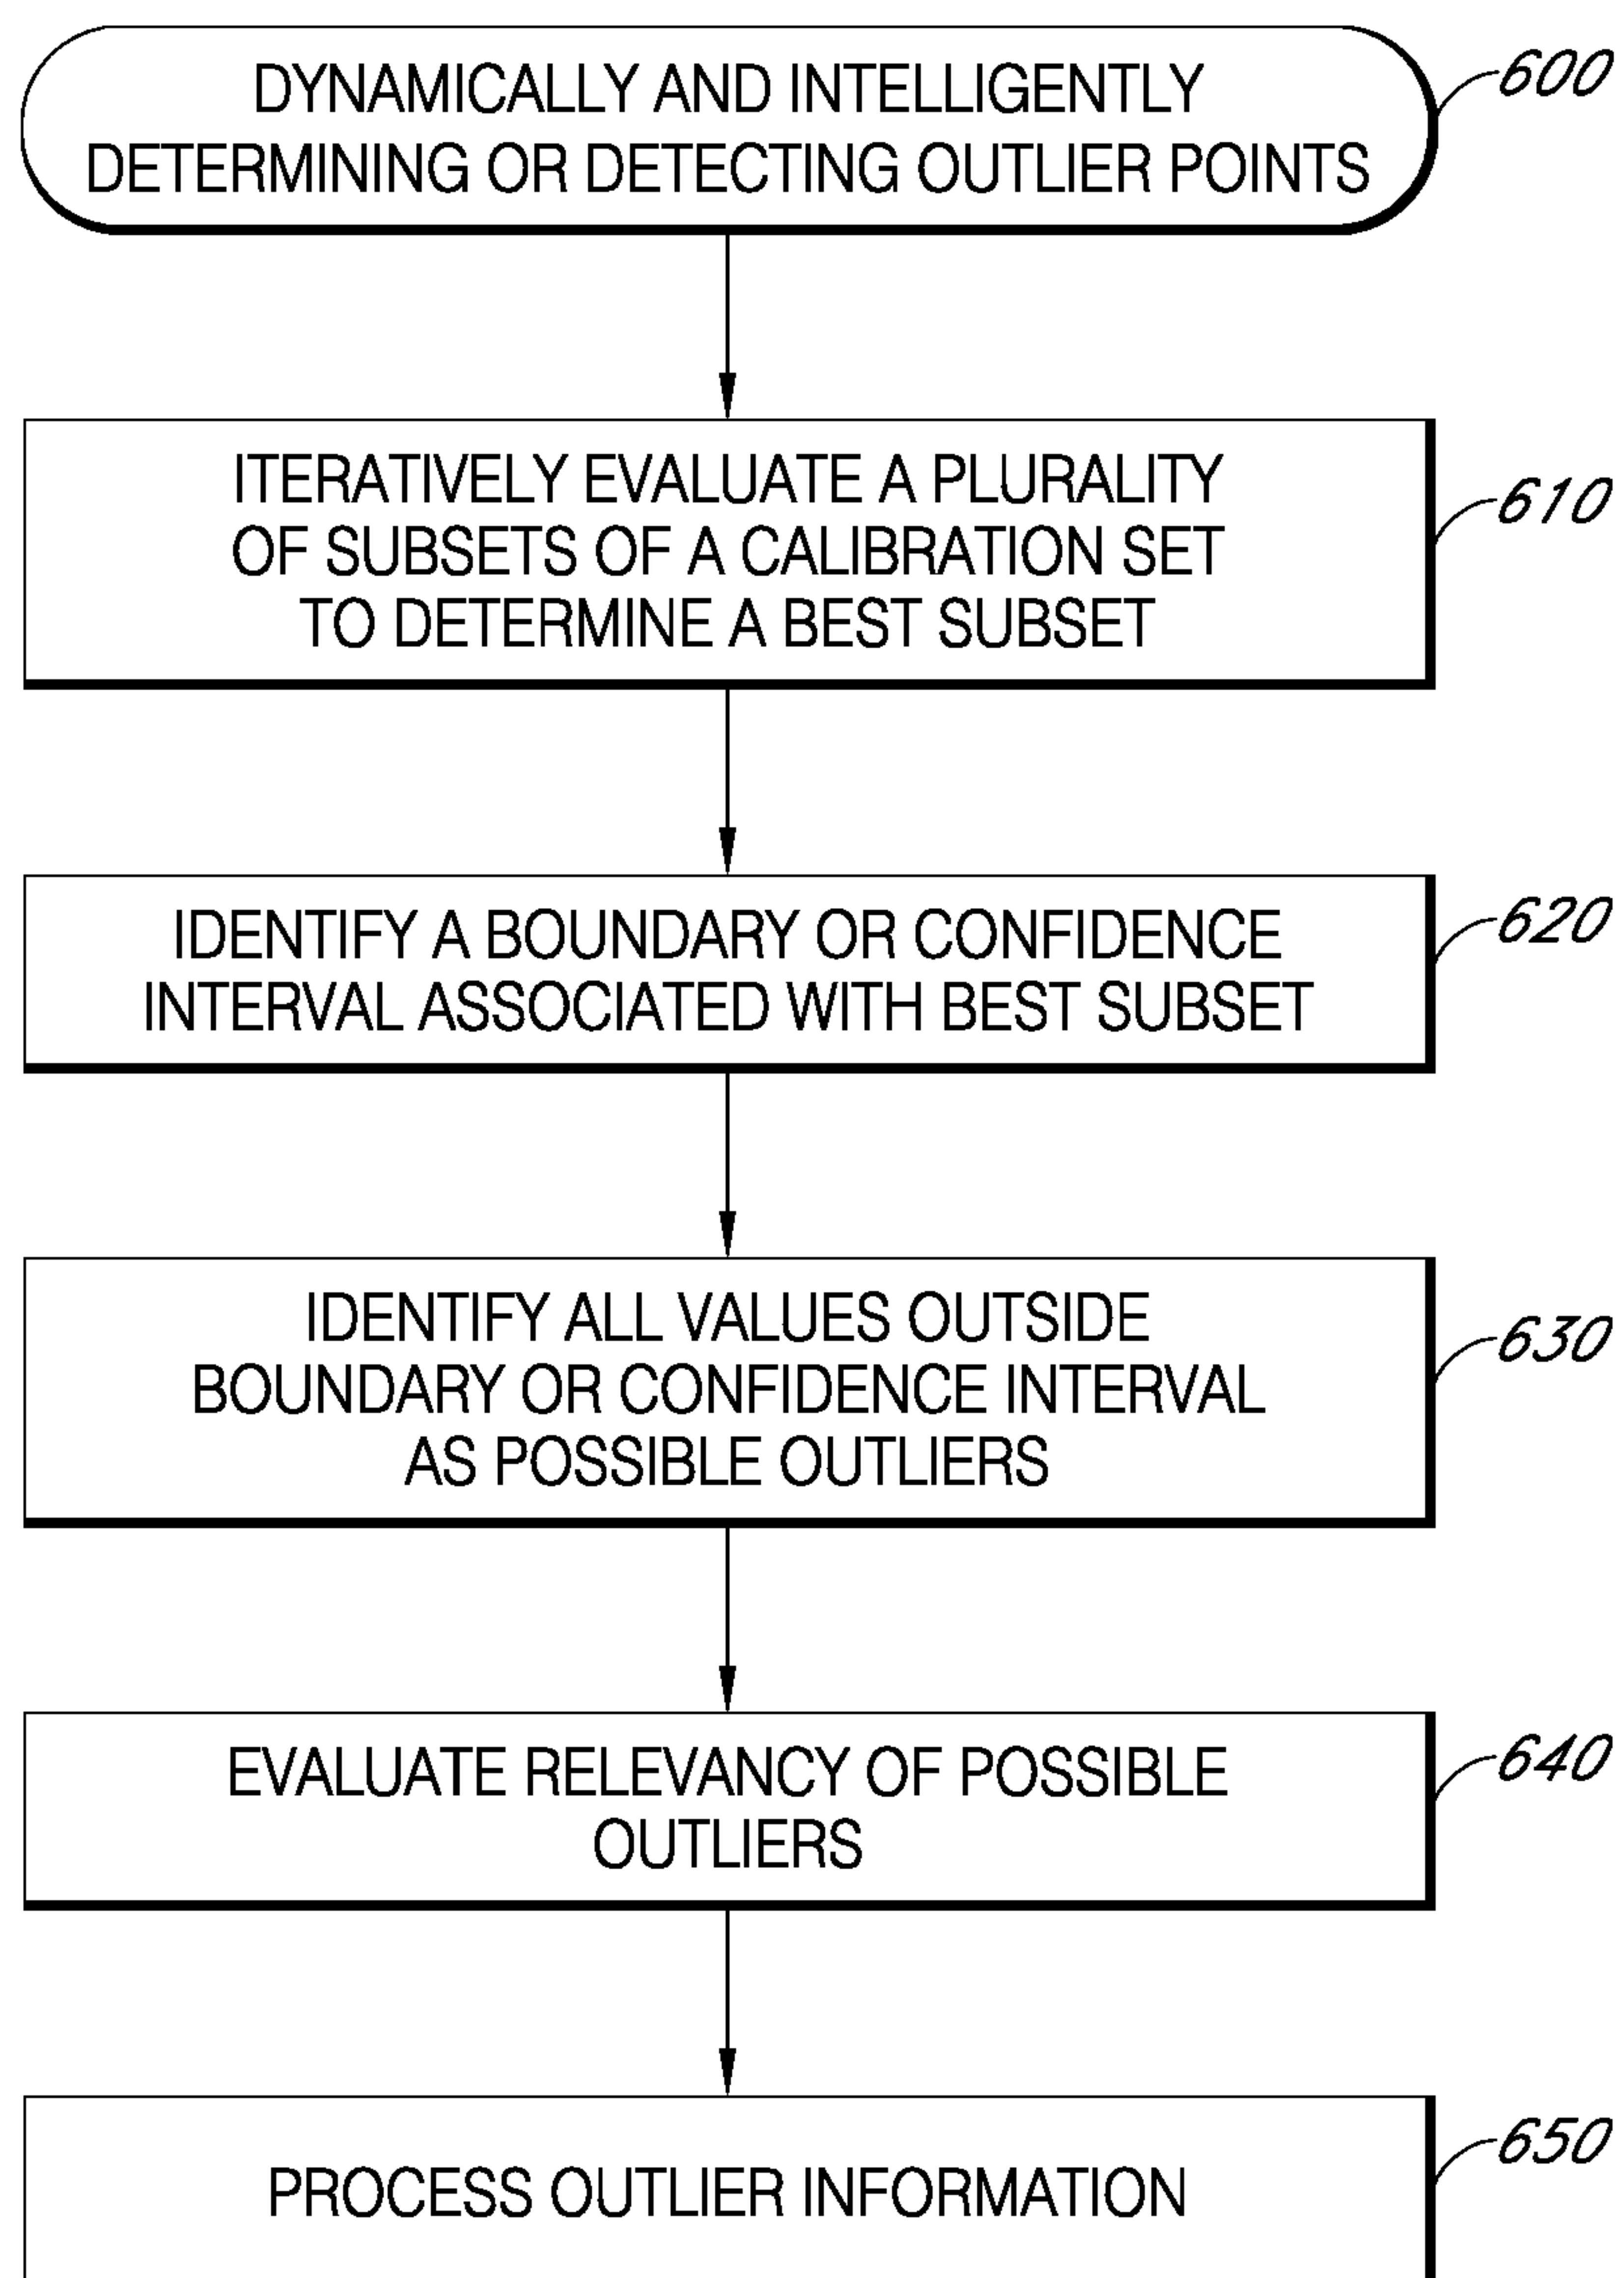 DYNAMICALLY AND INTELLIGENTLY
DETERMINING OR DETECTING OUTLIER POINTS
600
ITERATIVELY EVALUATE A PLURALITY
OF SUBSETS OF A CALIBRATION SET
TO DETERMINE A BEST SUBSET
610
IDENTIFY A BOUNDARY OR CONFIDENCE
INTERVAL ASSOCIATED WITH BEST SUBSET
620
IDENTIFY ALL VALUES OUTSIDE
BOUNDARY OR CONFIDENCE INTERVAL
AS POSSIBLE OUTLIERS
630
EVALUATE RELEVANCY OF POSSIBLE
OUTLIERS
640
PROCESS OUTLIER INFORMATION
650